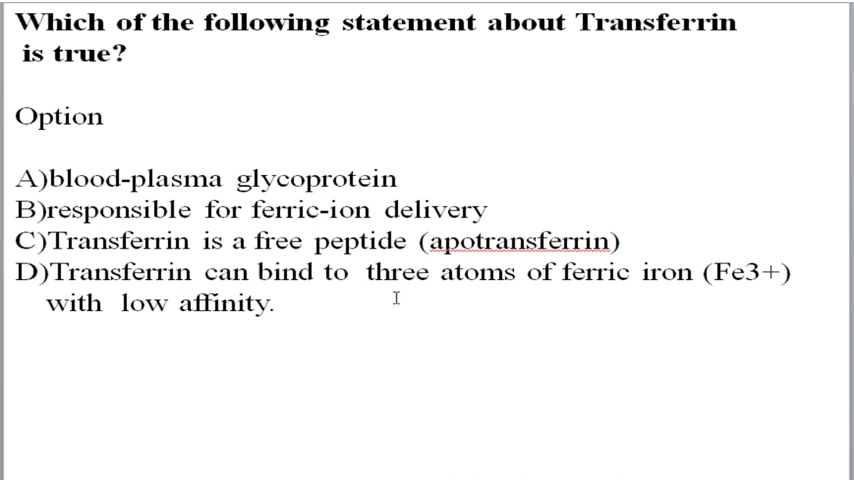 Which of the following statement about Transferrin
is true?
Option
A)blood-plasma glycoprotein
B)responsible for ferric-ion delivery
C)Transferrin is a free peptide (apotransferrin)
D)Transferrin can bind to three atoms of ferric iron (Fe3+)
with low affinity.